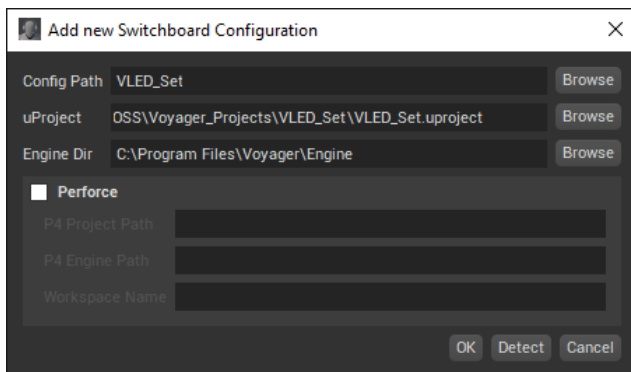 Add new Switchboard Configuration
Config Path VLED_Set Browse
uProject OSS\Voyager_Projects\VLED_Set\VLED_Set.uproject Browse
Engine Dir C:\Program Files\Voyager\Engine Browse
Perforce
P4 Project Path
P4 Engine Path
Workspace Name
OK Detect Cancel